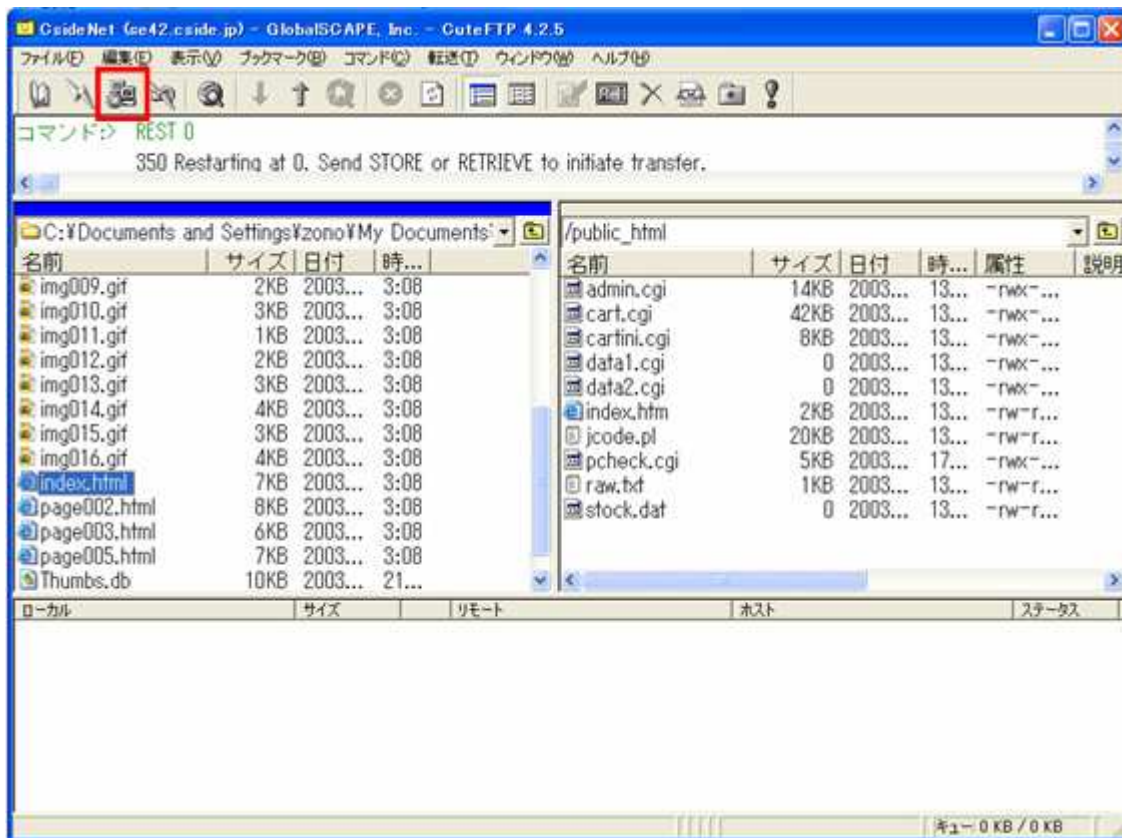 CsideNet (se42.cside.jp) - GlobalSCAPE, Inc. - CuteFTP 4.2.5
ファイル(F) 編集(E) 表示(V) ブックマーク(B) コマンド(C) 転送(T) ウィンドウ(W) ヘルプ(H)
コマンド:> REST 0
350 Restarting at 0. Send STORE or RETRIEVE to initiate transfer.
C:¥Documents and Settings¥zono¥My Documents
名前 サイズ 日付 時...
img009.gif 2KB 2003... 3:08
img010.gif 3KB 2003... 3:08
img011.gif 1KB 2003... 3:08
img012.gif 2KB 2003... 3:08
img013.gif 3KB 2003... 3:08
img014.gif 4KB 2003... 3:08
img015.gif 3KB 2003... 3:08
img016.gif 4KB 2003... 3:08
index.html 7KB 2003... 3:08
page002.html 8KB 2003... 3:08
page003.html 6KB 2003... 3:08
page005.html 7KB 2003... 3:08
Thumbs.db 10KB 2003... 21...
/public_html
名前 サイズ 日付 時... 属性 説明
admin.cgi 14KB 2003... 13... -rwx-...
cart.cgi 42KB 2003... 13... -rwx-...
cartini.cgi 8KB 2003... 13... -rwx-...
data1.cgi 0 2003... 13... -rwx-...
data2.cgi 0 2003... 13... -rwx-...
index.htm 2KB 2003... 13... -rw-r...
jcode.pl 20KB 2003... 13... -rw-r...
pcheck.cgi 5KB 2003... 17... -rwx-...
raw.txt 1KB 2003... 13... -rw-r...
stock.dat 0 2003... 13... -rw-r...
ローカル サイズ リモート ホスト ステータス
キュー 0 KB / 0 KB